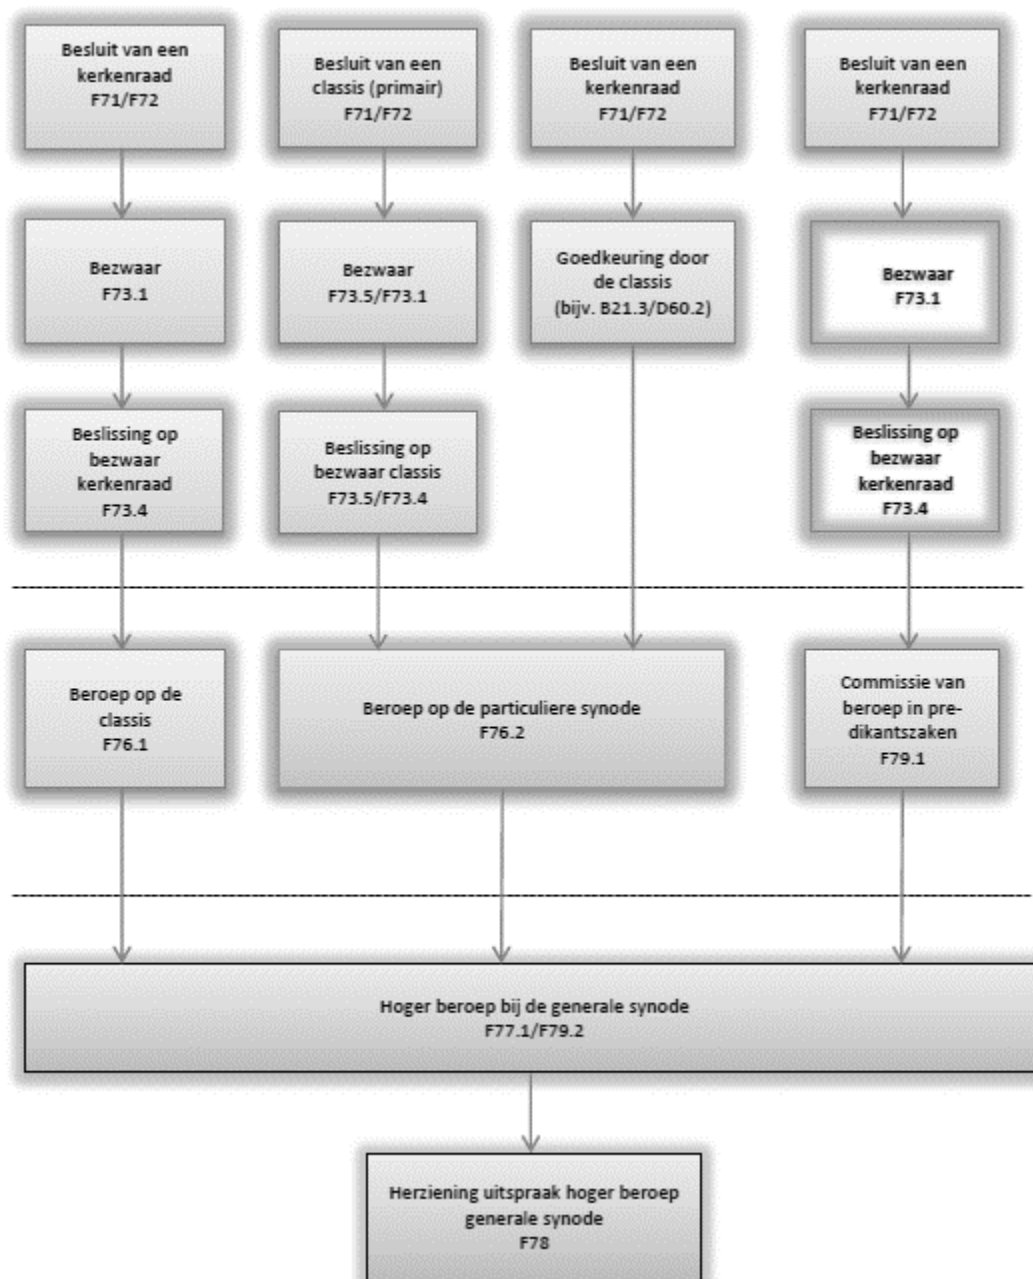 Besluit van een
kerkenraad
F71/F72
Besluit van een
classis (primair)
F71/F72
Besluit van een
kerkenraad
F71/F72
Besluit van een
kerkenraad
F71/F72
Bezwaar
F73.1
Bezwaar
F73.5/F73.1
Goedkeuring door
de classis
(bijv. B21.3/D60.2)
Bezwaar
F73.1
Beslissing op
bezwaar
kerkenraad
F73.4
Beslissing op
bezwaar classis
F73.5/F73.4
Beslissing op
bezwaar
kerkenraad
F73.4
Beroep op de
classis
F76.1
Beroep op de particuliere synode
F76.2
Commissie van
beroep in pre-
dikantszaken
F79.1
Hoger beroep bij de generale synode
F77.1/F79.2
Herziening uitspraak hoger beroep
generale synode
F78